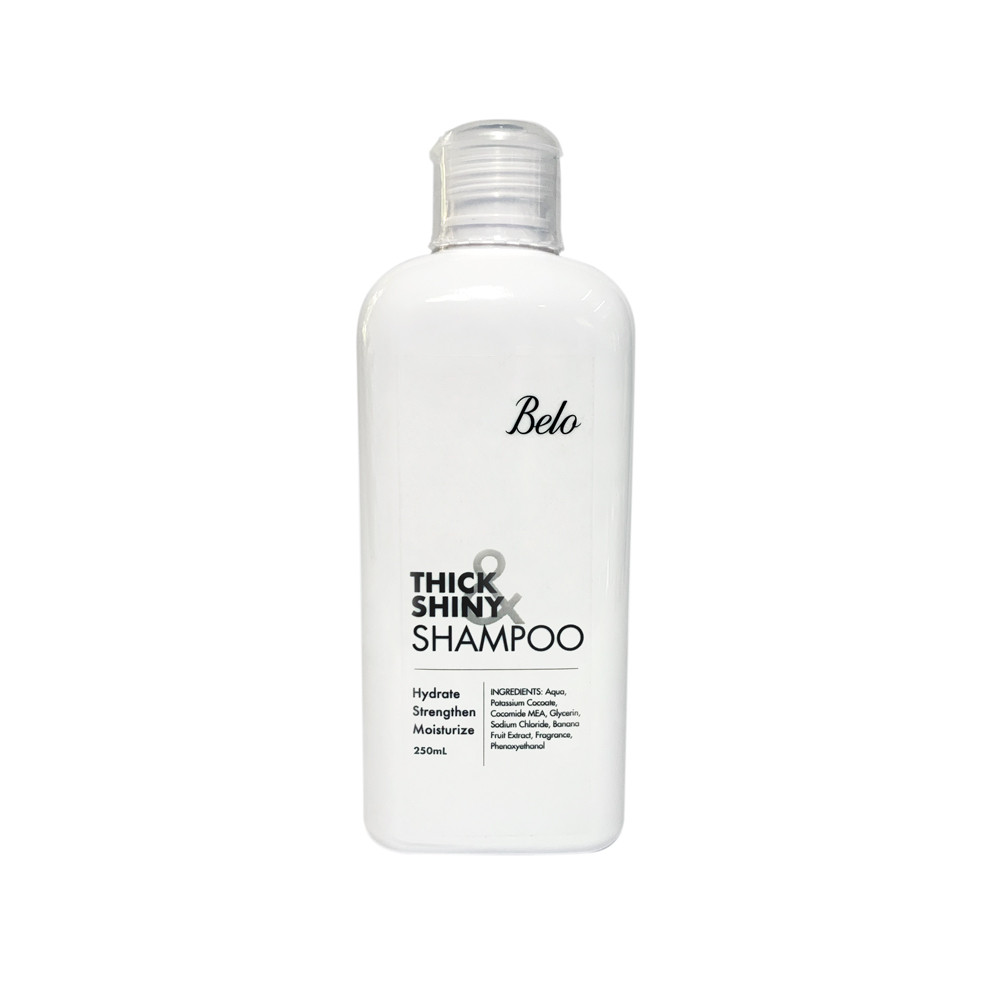 Belo
THICK &
SHINY
SHAMPOO
Hydrate
Strengthen
Moisturize
250mL
INGREDIENTS: Aqua,
Potassium Cocoate,
Cocomide MEA, Glycerin,
Sodium Chloride, Banana
Fruit Extract, Fragrance,
Phenoxyethanol